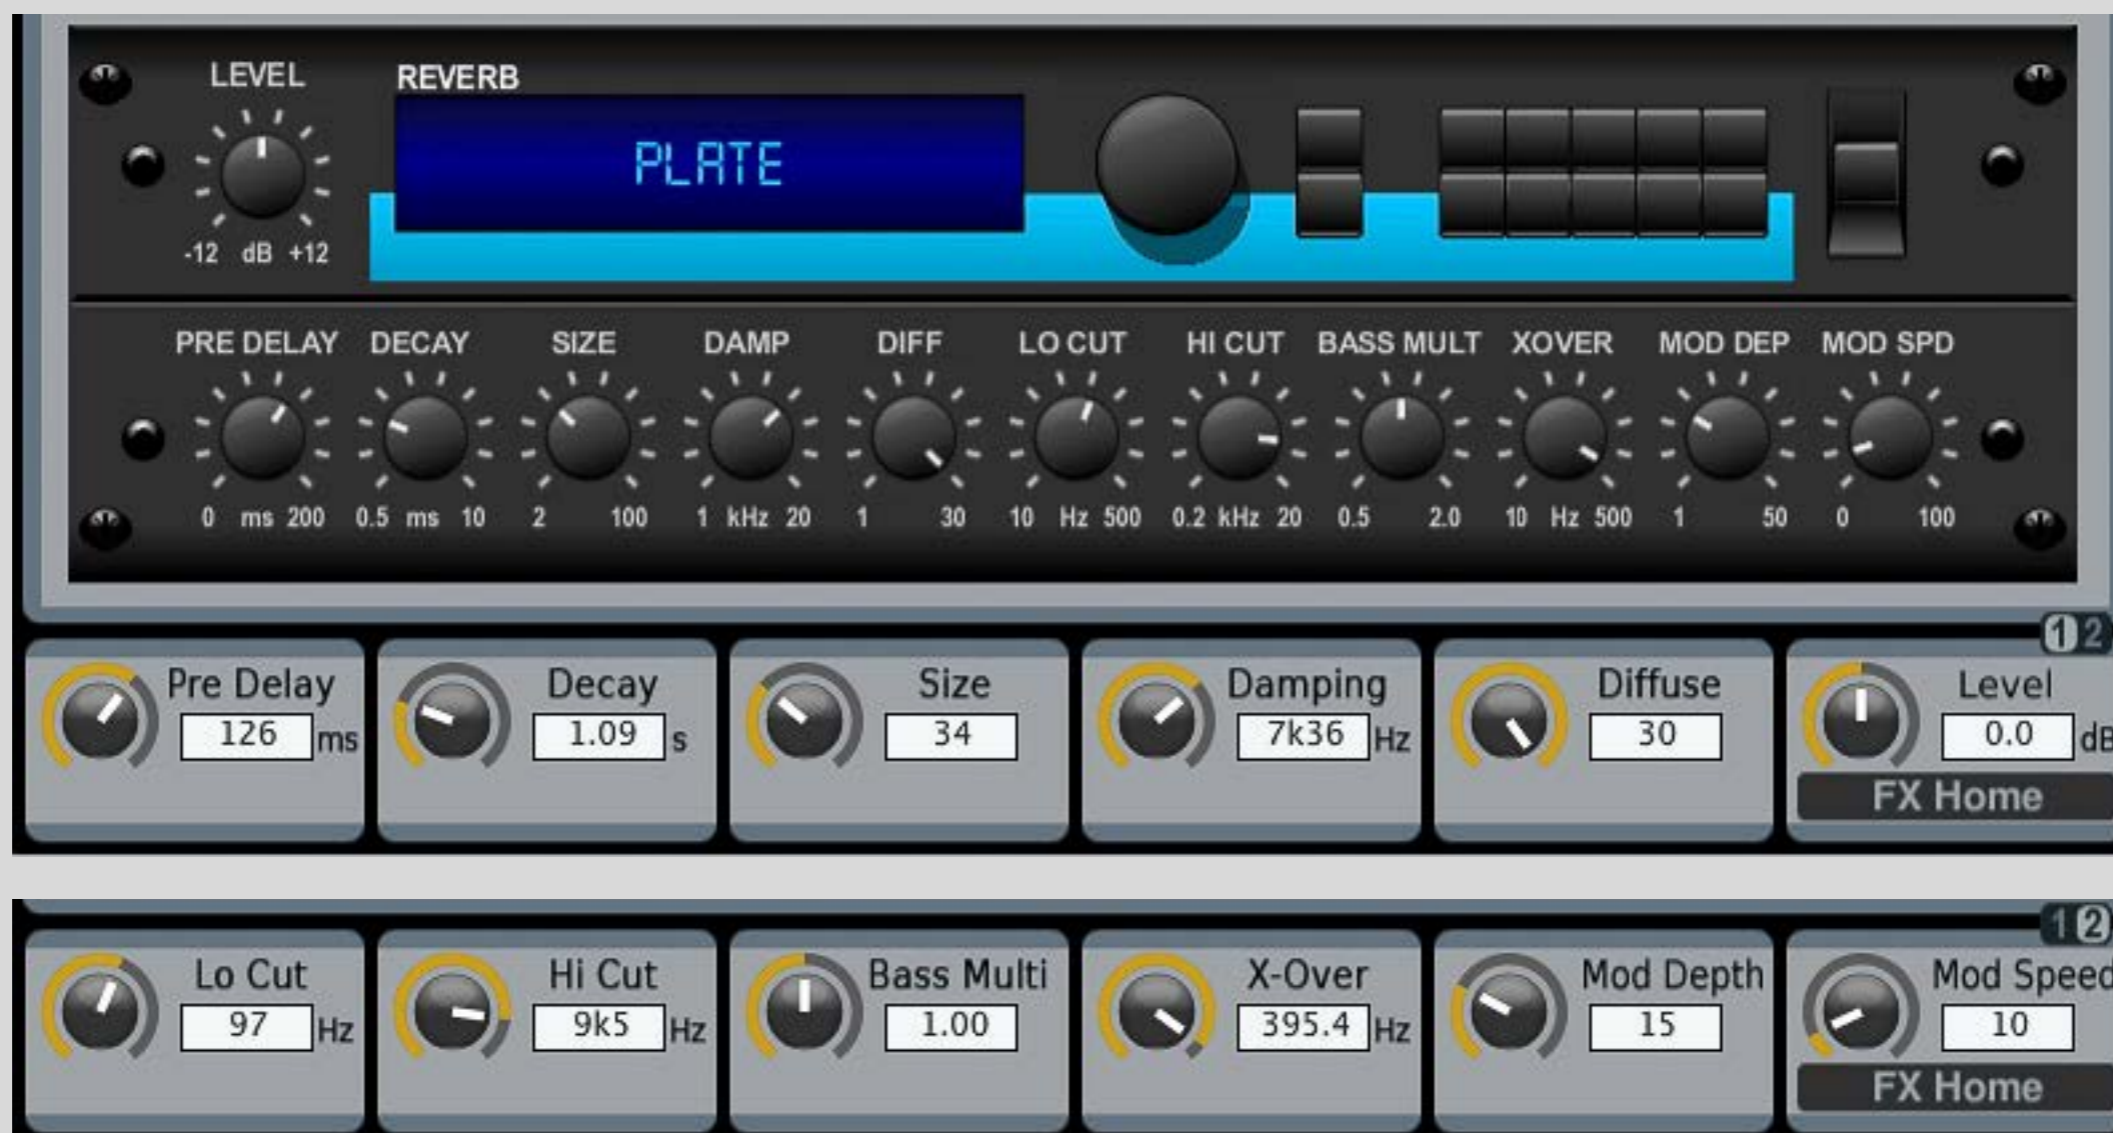 LEVEL
REVERB
PLATE
-12 dB +12
PRE DELAY DECAY SIZE DAMP DIFF LO CUT HI CUT BASS MULT XOVER MOD DEP MOD SPD
0 ms 200 0.5 ms 10 2 100 1 kHz 20 1 30 10 Hz 500 0.2 kHz 20 0.5 2.0 10 Hz 500 1 50 0 100
1 2
Pre Delay Decay Size Damping Diffuse Level
126 ms 1.09 s 34 7k36 Hz 30 0.0 dB
FX Home
1 2
Lo Cut Hi Cut Bass Multi X-Over Mod Depth Mod Speed
97 Hz 9k5 Hz 1.00 395.4 Hz 15 10
FX Home